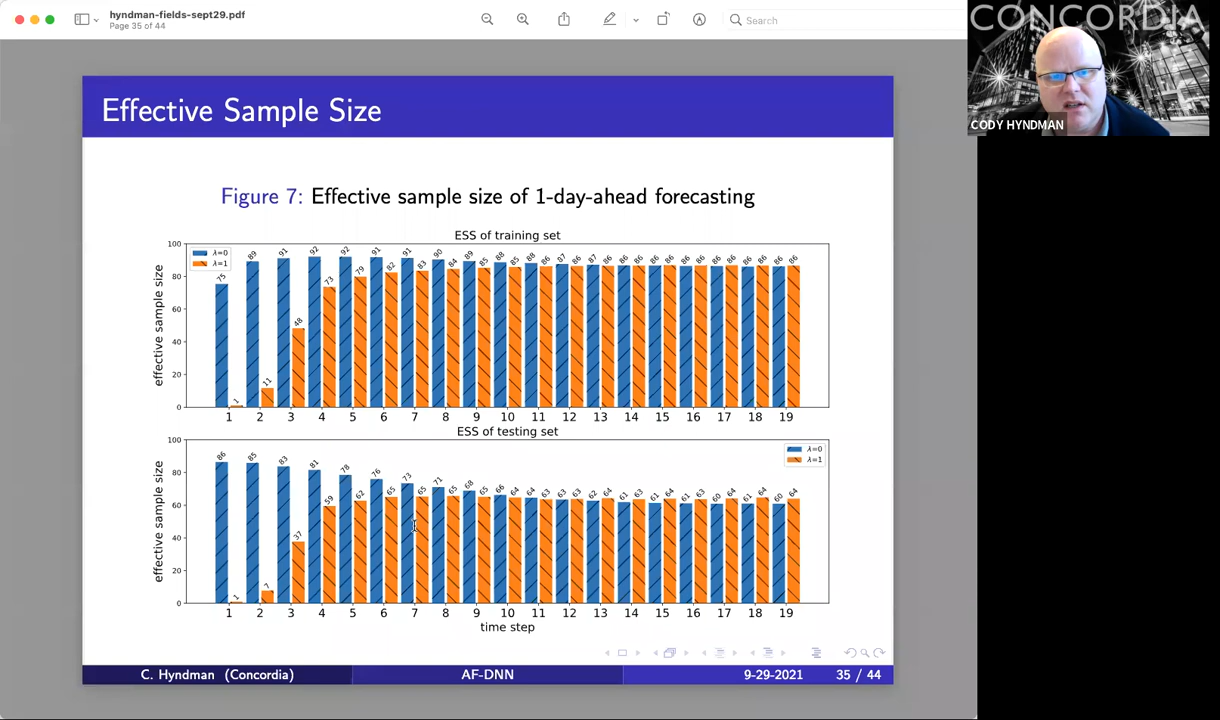 hyndman-fields-sept29.pdf
Page 35 of 44
Search
CONCORDIA
CODY HYNDMAN
Effective Sample Size
Figure 7: Effective sample size of 1-day-ahead forecasting
ESS of training set
effective sample size
100
80
60
40
20
0
λ=0
λ=1
75 1 89 11 91 48 92 73 92 79 91 82 91 83 90 84 89 85 88 85 88 86 87 86 87 86 86 86 86 86 86 86 86 86 86 86 86 86
1 2 3 4 5 6 7 8 9 10 11 12 13 14 15 16 17 18 19
ESS of testing set
effective sample size
100
80
60
40
20
0
λ=0
λ=1
86 1 85 7 83 37 81 59 78 62 76 65 73 65 71 65 68 65 66 64 64 63 63 63 62 64 61 63 61 64 61 63 60 64 61 64 60 64
1 2 3 4 5 6 7 8 9 10 11 12 13 14 15 16 17 18 19
time step
C. Hyndman (Concordia)
AF-DNN
9-29-2021
35 / 44